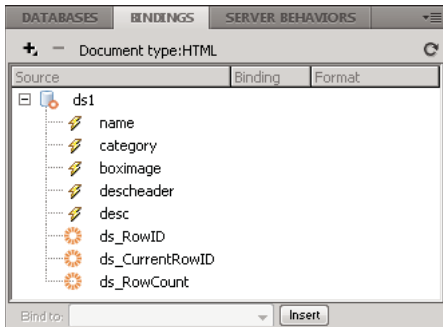 DATABASES BINDINGS SERVER BEHAVIORS
Document type:HTML
Source Binding Format
ds1
name
category
boximage
descheader
desc
ds_RowID
ds_CurrentRowID
ds_RowCount
Bind to: Insert